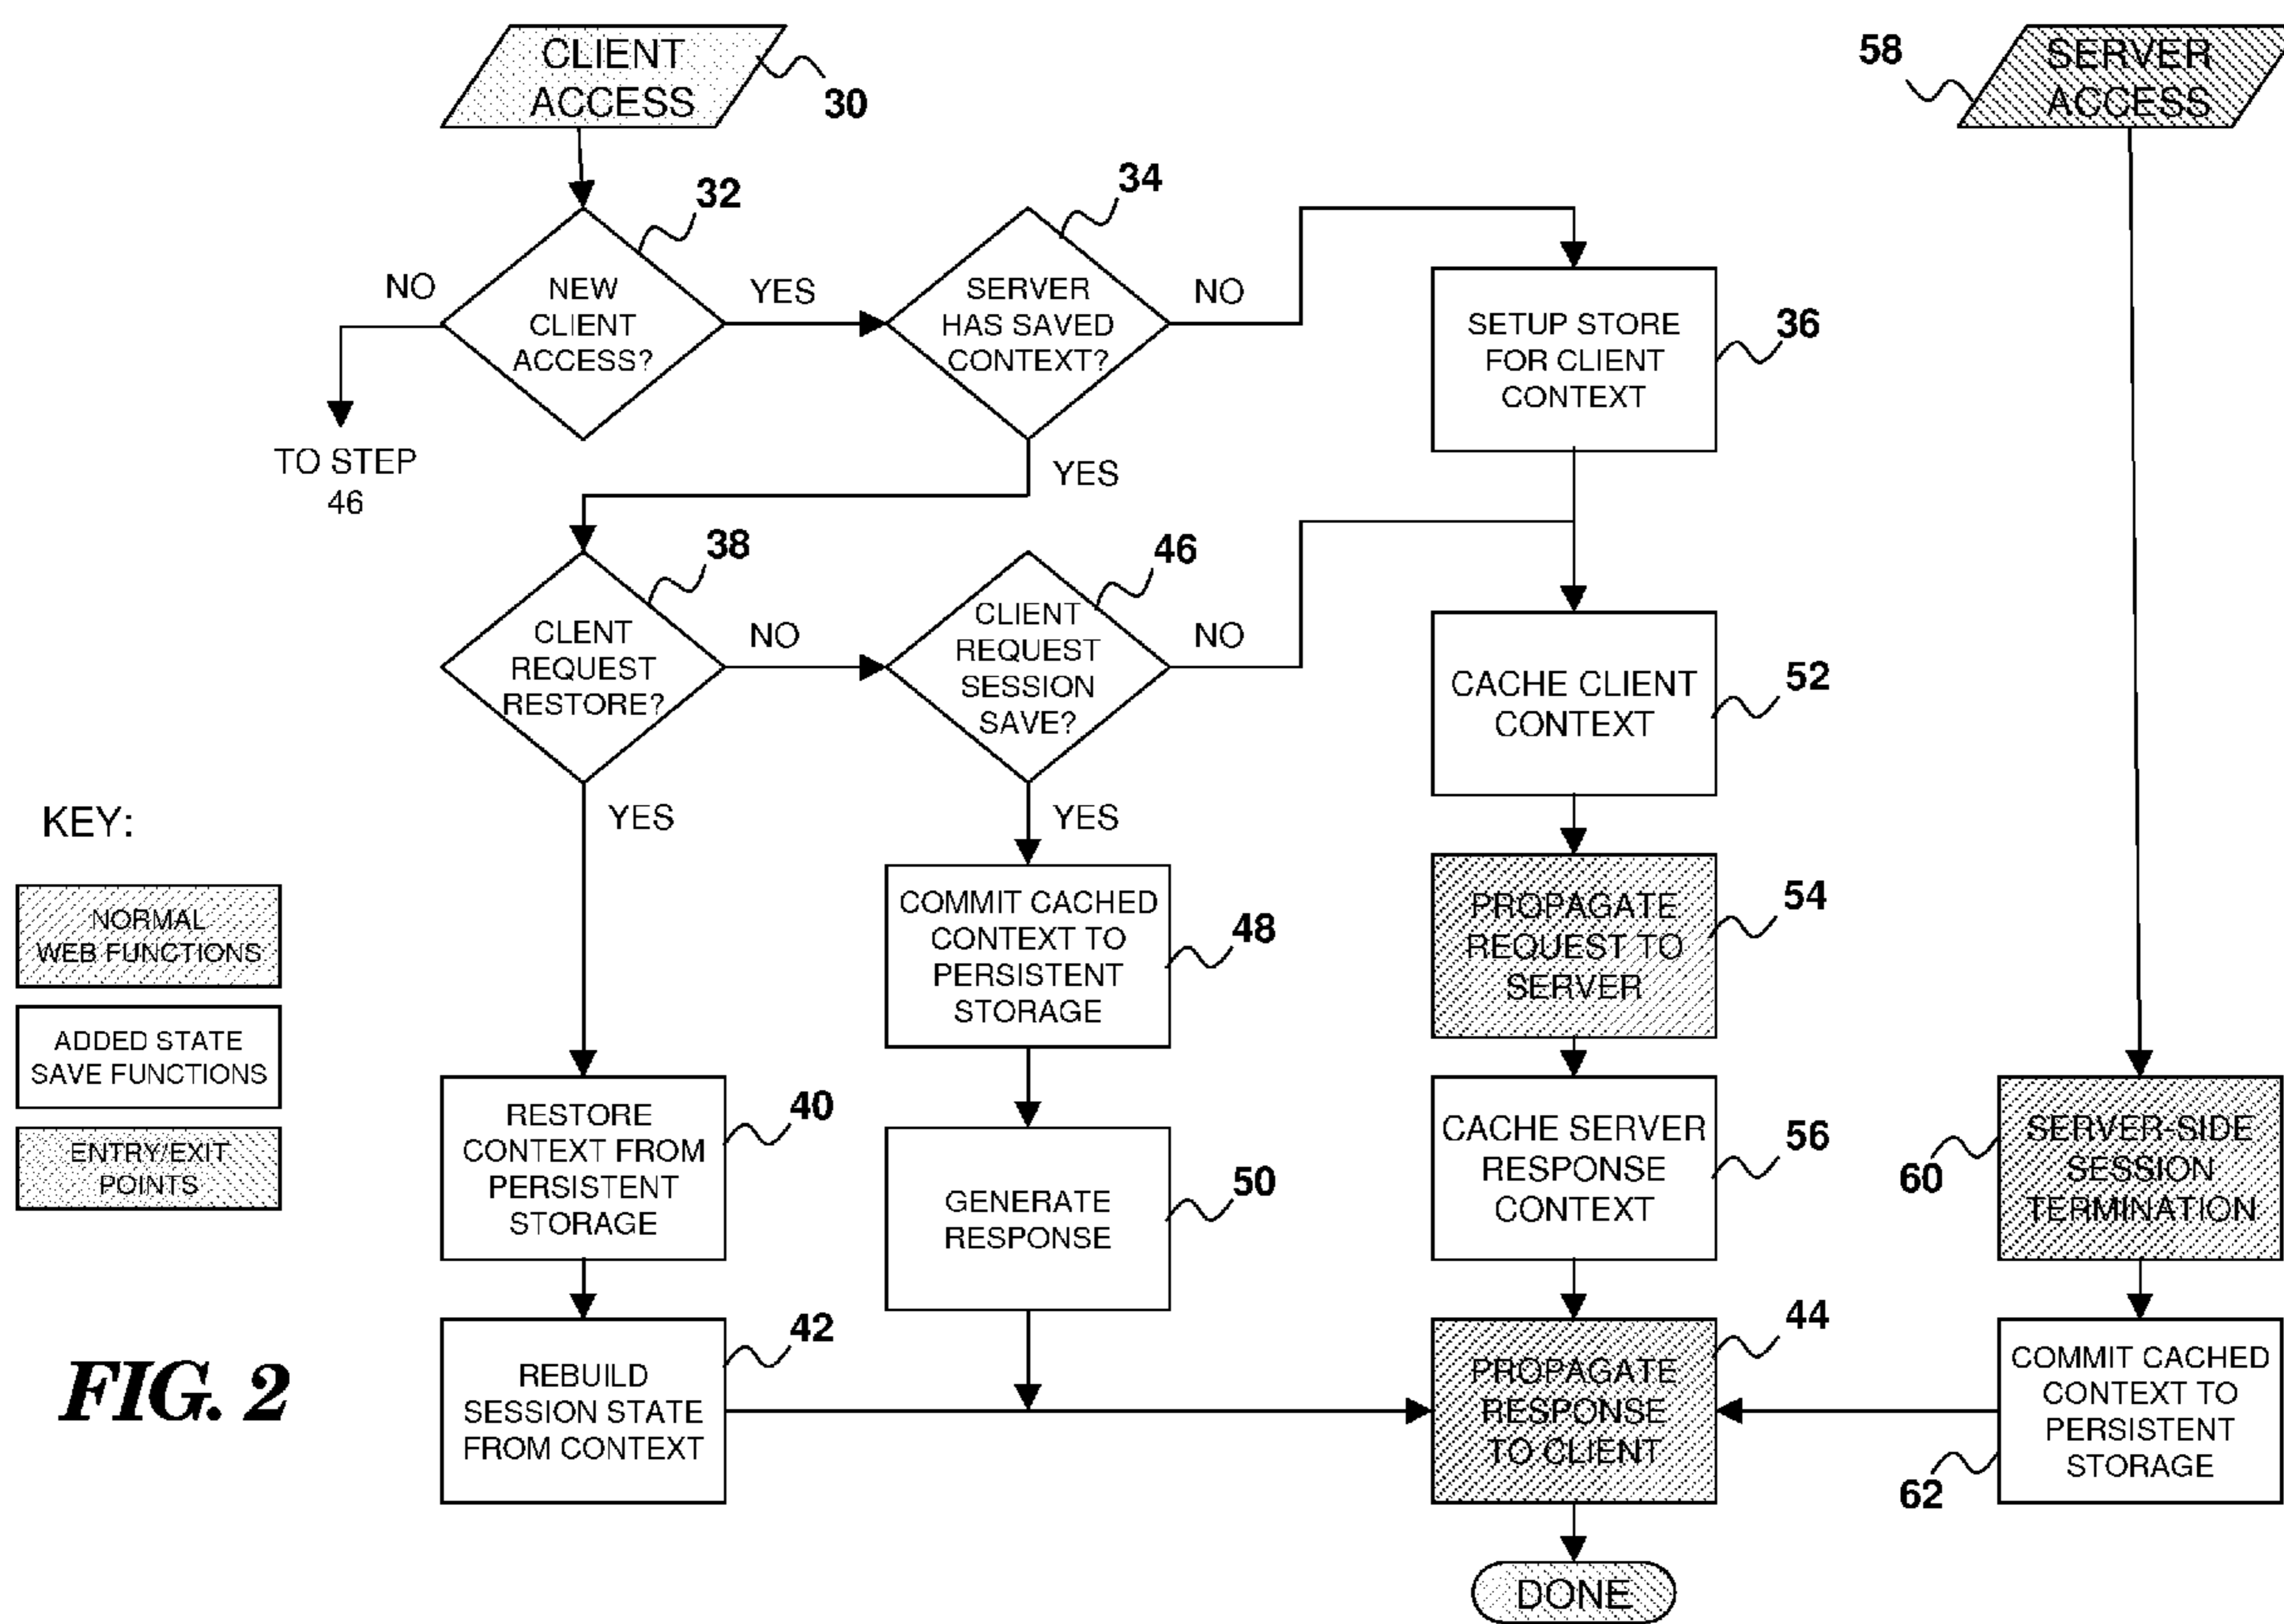 CLIENT
ACCESS
30
58
SERVER
ACCESS
32
34
NO
NEW
CLIENT
ACCESS?
YES
SERVER
HAS SAVED
CONTEXT?
NO
SETUP STORE
FOR CLIENT
CONTEXT
36
TO STEP
46
YES
38
46
CLENT
REQUEST
RESTORE?
NO
CLIENT
REQUEST
SESSION
SAVE?
NO
CACHE CLIENT
CONTEXT
52
YES
YES
KEY:
NORMAL
WEB FUNCTIONS
ADDED STATE
SAVE FUNCTIONS
ENTRY/EXIT
POINTS
COMMIT CACHED
CONTEXT TO
PERSISTENT
STORAGE
48
PROPAGATE
REQUEST TO
SERVER
54
RESTORE
CONTEXT FROM
PERSISTENT
STORAGE
40
GENERATE
RESPONSE
50
CACHE SERVER
RESPONSE
CONTEXT
56
60
SERVER-SIDE
SESSION
TERMINATION
FIG. 2
REBUILD
SESSION STATE
FROM CONTEXT
42
PROPAGATE
RESPONSE
TO CLIENT
44
COMMIT CACHED
CONTEXT TO
PERSISTENT
STORAGE
62
DONE